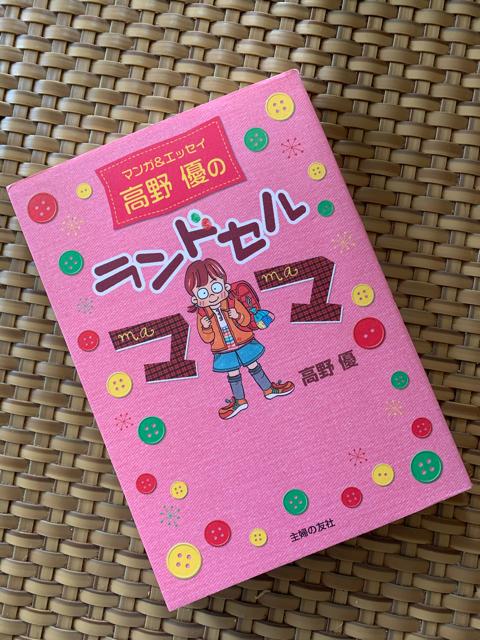 マンガ&エッセイ
高野 優の
ランドセル
ma ma
ママ
高野 優
主婦の友社